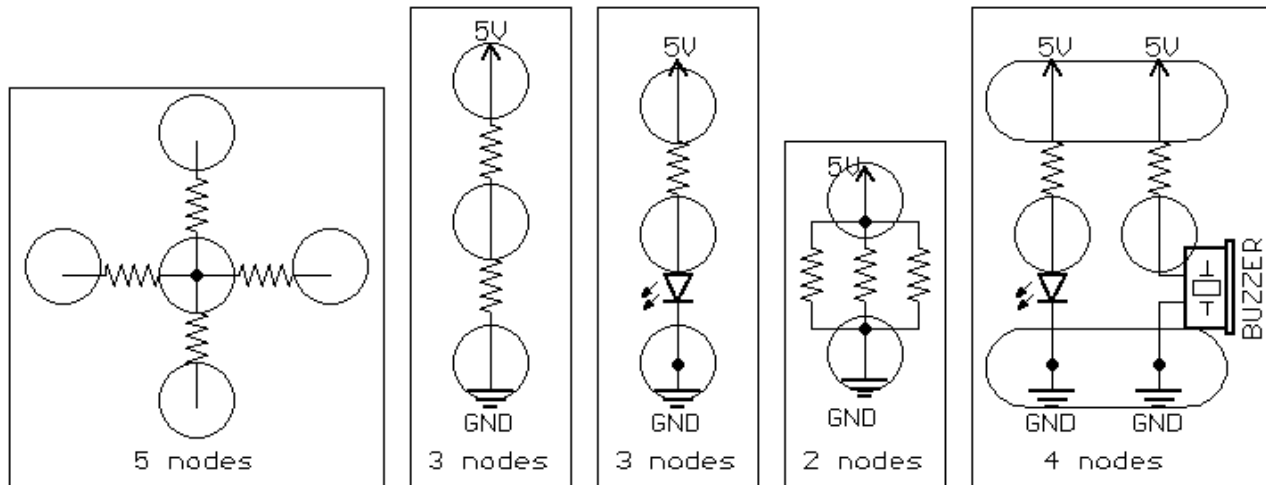 5 nodes
5V
GND
3 nodes
5V
GND
3 nodes
5V
GND
2 nodes
5V 5V
BUZZER
GND GND
4 nodes